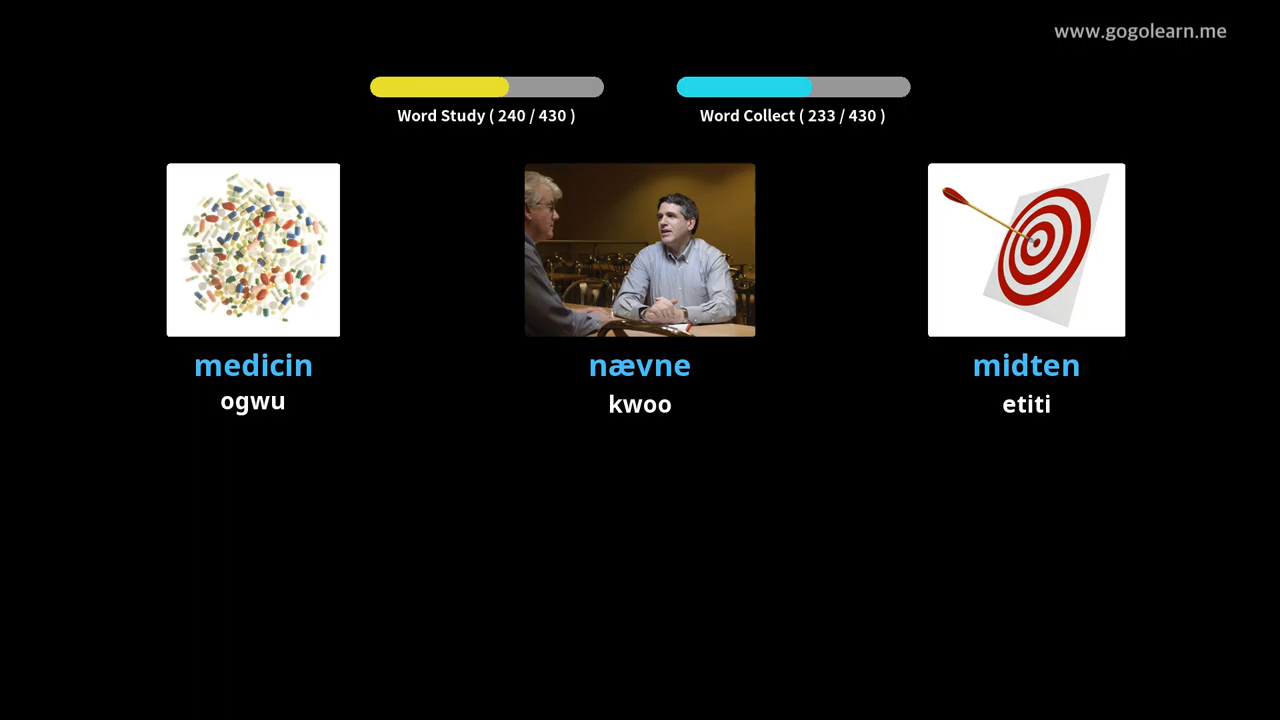 www.gogolearn.me
Word Study ( 240 / 430 )
Word Collect ( 233 / 430 )
medicin
ogwu
nævne
kwoo
midten
etiti